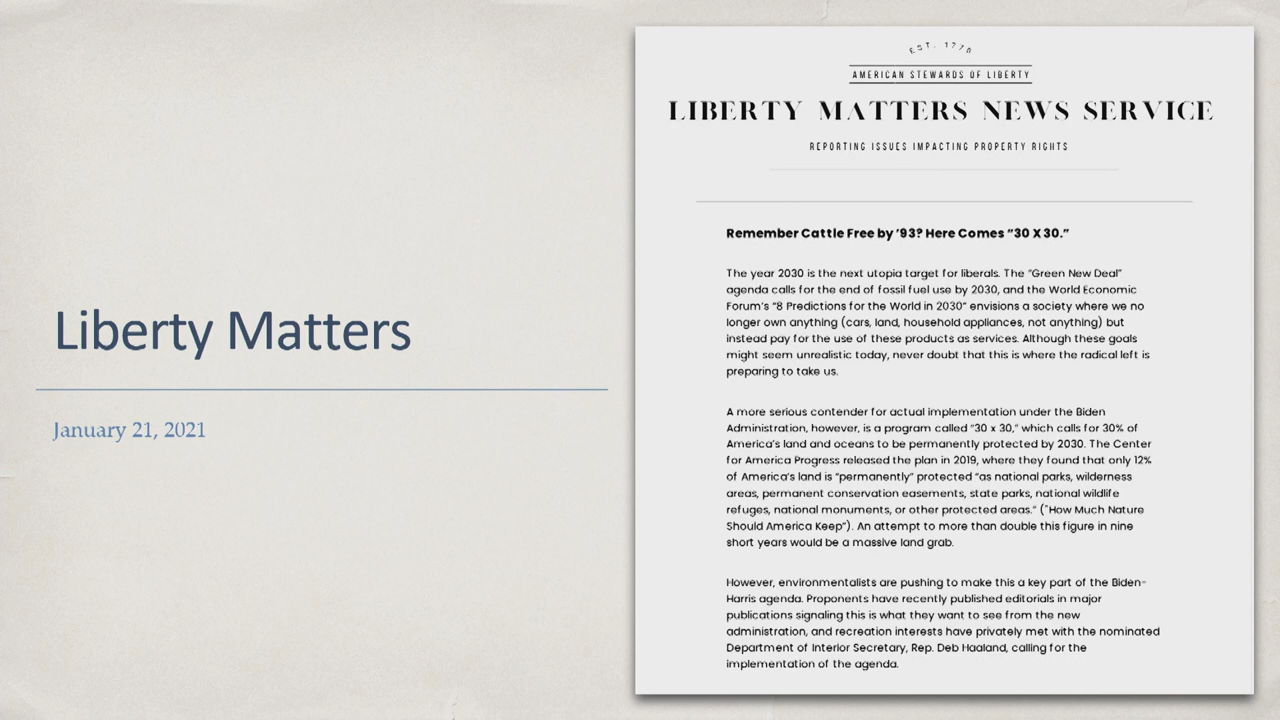 Liberty Matters
January 21, 2021
EST. 1776
AMERICAN STEWARDS OF LIBERTY
LIBERTY MATTERS NEWS SERVICE
REPORTING ISSUES IMPACTING PROPERTY RIGHTS
Remember Cattle Free by ’93? Here Comes “30 X 30.”
The year 2030 is the next utopia target for liberals. The “Green New Deal”
agenda calls for the end of fossil fuel use by 2030, and the World Economic
Forum’s “8 Predictions for the World in 2030” envisions a society where we no
longer own anything (cars, land, household appliances, not anything) but
instead pay for the use of these products as services. Although these goals
might seem unrealistic today, never doubt that this is where the radical left is
preparing to take us.
A more serious contender for actual implementation under the Biden
Administration, however, is a program called “30 x 30,” which calls for 30% of
America’s land and oceans to be permanently protected by 2030. The Center
for America Progress released the plan in 2019, where they found that only 12%
of America’s land is “permanently” protected “as national parks, wilderness
areas, permanent conservation easements, state parks, national wildlife
refuges, national monuments, or other protected areas.” (“How Much Nature
Should America Keep”). An attempt to more than double this figure in nine
short years would be a massive land grab.
However, environmentalists are pushing to make this a key part of the Biden-
Harris agenda. Proponents have recently published editorials in major
publications signaling this is what they want to see from the new
administration, and recreation interests have privately met with the nominated
Department of Interior Secretary, Rep. Deb Haaland, calling for the
implementation of the agenda.